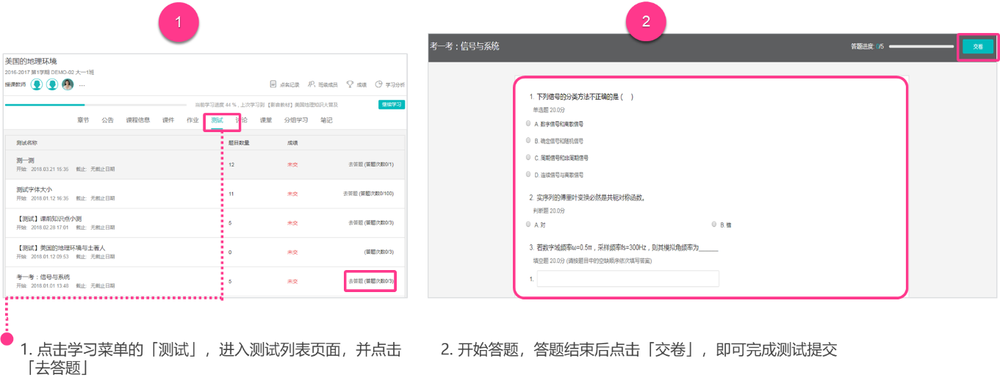 1
2
美国的地理环境
2016-2017 第1学期 DEMO-02 大一1班
授课教师 ...
点名记录 班级成员 成绩 学习分析
当前学习进度 44 % , 上次学习到 【新春教材】美国地理知识大普及 继续学习
章节 公告 课程信息 课件 作业 测试 讨论 课堂 分组学习 笔记
测试名称 题目数量 成绩
测一测
开始: 2018.03.21 15:35 截止: 无截止日期
12 未交 去答题 (答题次数0/1)
测试字体大小
开始: 2018.01.12 16:35 截止: 无截止日期
11 未交 去答题 (答题次数0/100)
【测试】课前知识点小测
开始: 2018.02.28 17:01 截止: 无截止日期
5 未交 去答题 (答题次数0/3)
【测试】美国的地理环境与土著人
开始: 2018.01.12 09:53 截止: 无截止日期
0 未交 (答题次数0/3)
考一考：信号与系统
开始: 2018.01.01 13:48 截止: 无截止日期
5 未交 去答题 (答题次数0/3)
考一考：信号与系统 答题进度: 0/5 交卷
1. 下列信号的分类方法不正确的是 ( )
单选题 20.0分
A. 数字信号和离散信号
B. 确定信号和随机信号
C. 周期信号和非周期信号
D. 连续信号与离散信号
2. 实序列的傅里叶变换必然是共轭对称函数。
判断题 20.0分
A. 对 B. 错
3. 若数字域频率ω=0.5π，采样频率fs=300Hz，则其模拟角频率为______
填空题 20.0分 (请按题目中的空缺顺序依次填写答案)
1.
1. 点击学习菜单的「测试」，进入测试列表页面，并点击
「去答题」
2. 开始答题，答题结束后点击「交卷」，即可完成测试提交